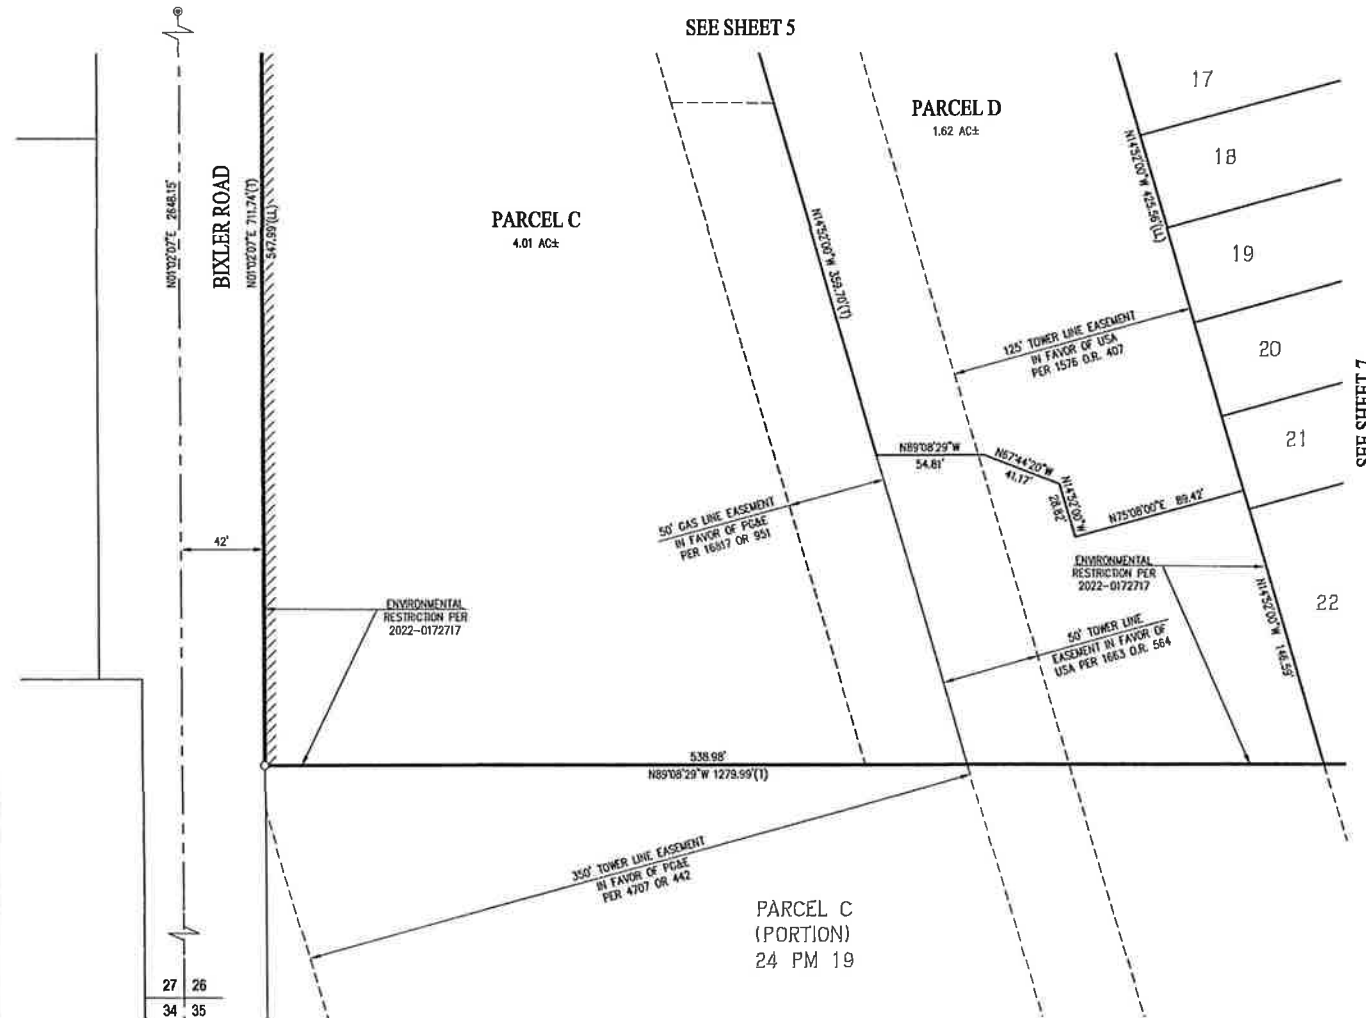 SEE SHEET 5
17
PARCEL D
1.62 AC±
18
N14°52'00"W 425.56'(LL)
BIXLER ROAD
N01°02'07"E 2648.15'
N01°02'07"E 711.74'(T)
547.99'(LL)
PARCEL C
4.01 AC±
N14°52'00"W 359.70'(T)
19
125' TOWER LINE EASEMENT
IN FAVOR OF USA
PER 1576 O.R. 407
20
SEE SHEET 7
21
N89°08'29"W
54.81'
N67°44'20"W
41.17'
N14°52'00"W
28.82'
N75°08'00"E 89.42'
50' GAS LINE EASEMENT
IN FAVOR OF PG&E
PER 16817 OR 951
42'
ENVIRONMENTAL
RESTRICTION PER
2022-0172717
ENVIRONMENTAL
RESTRICTION PER
2022-0172717
22
N14°52'00"W 146.59'
50' TOWER LINE
EASEMENT IN FAVOR OF
USA PER 1663 O.R. 564
538.98'
N89°08'29"W 1279.99'(T)
350' TOWER LINE EASEMENT
IN FAVOR OF PG&E
PER 4707 OR 442
PARCEL C
(PORTION)
24 PM 19
27 26
34 35